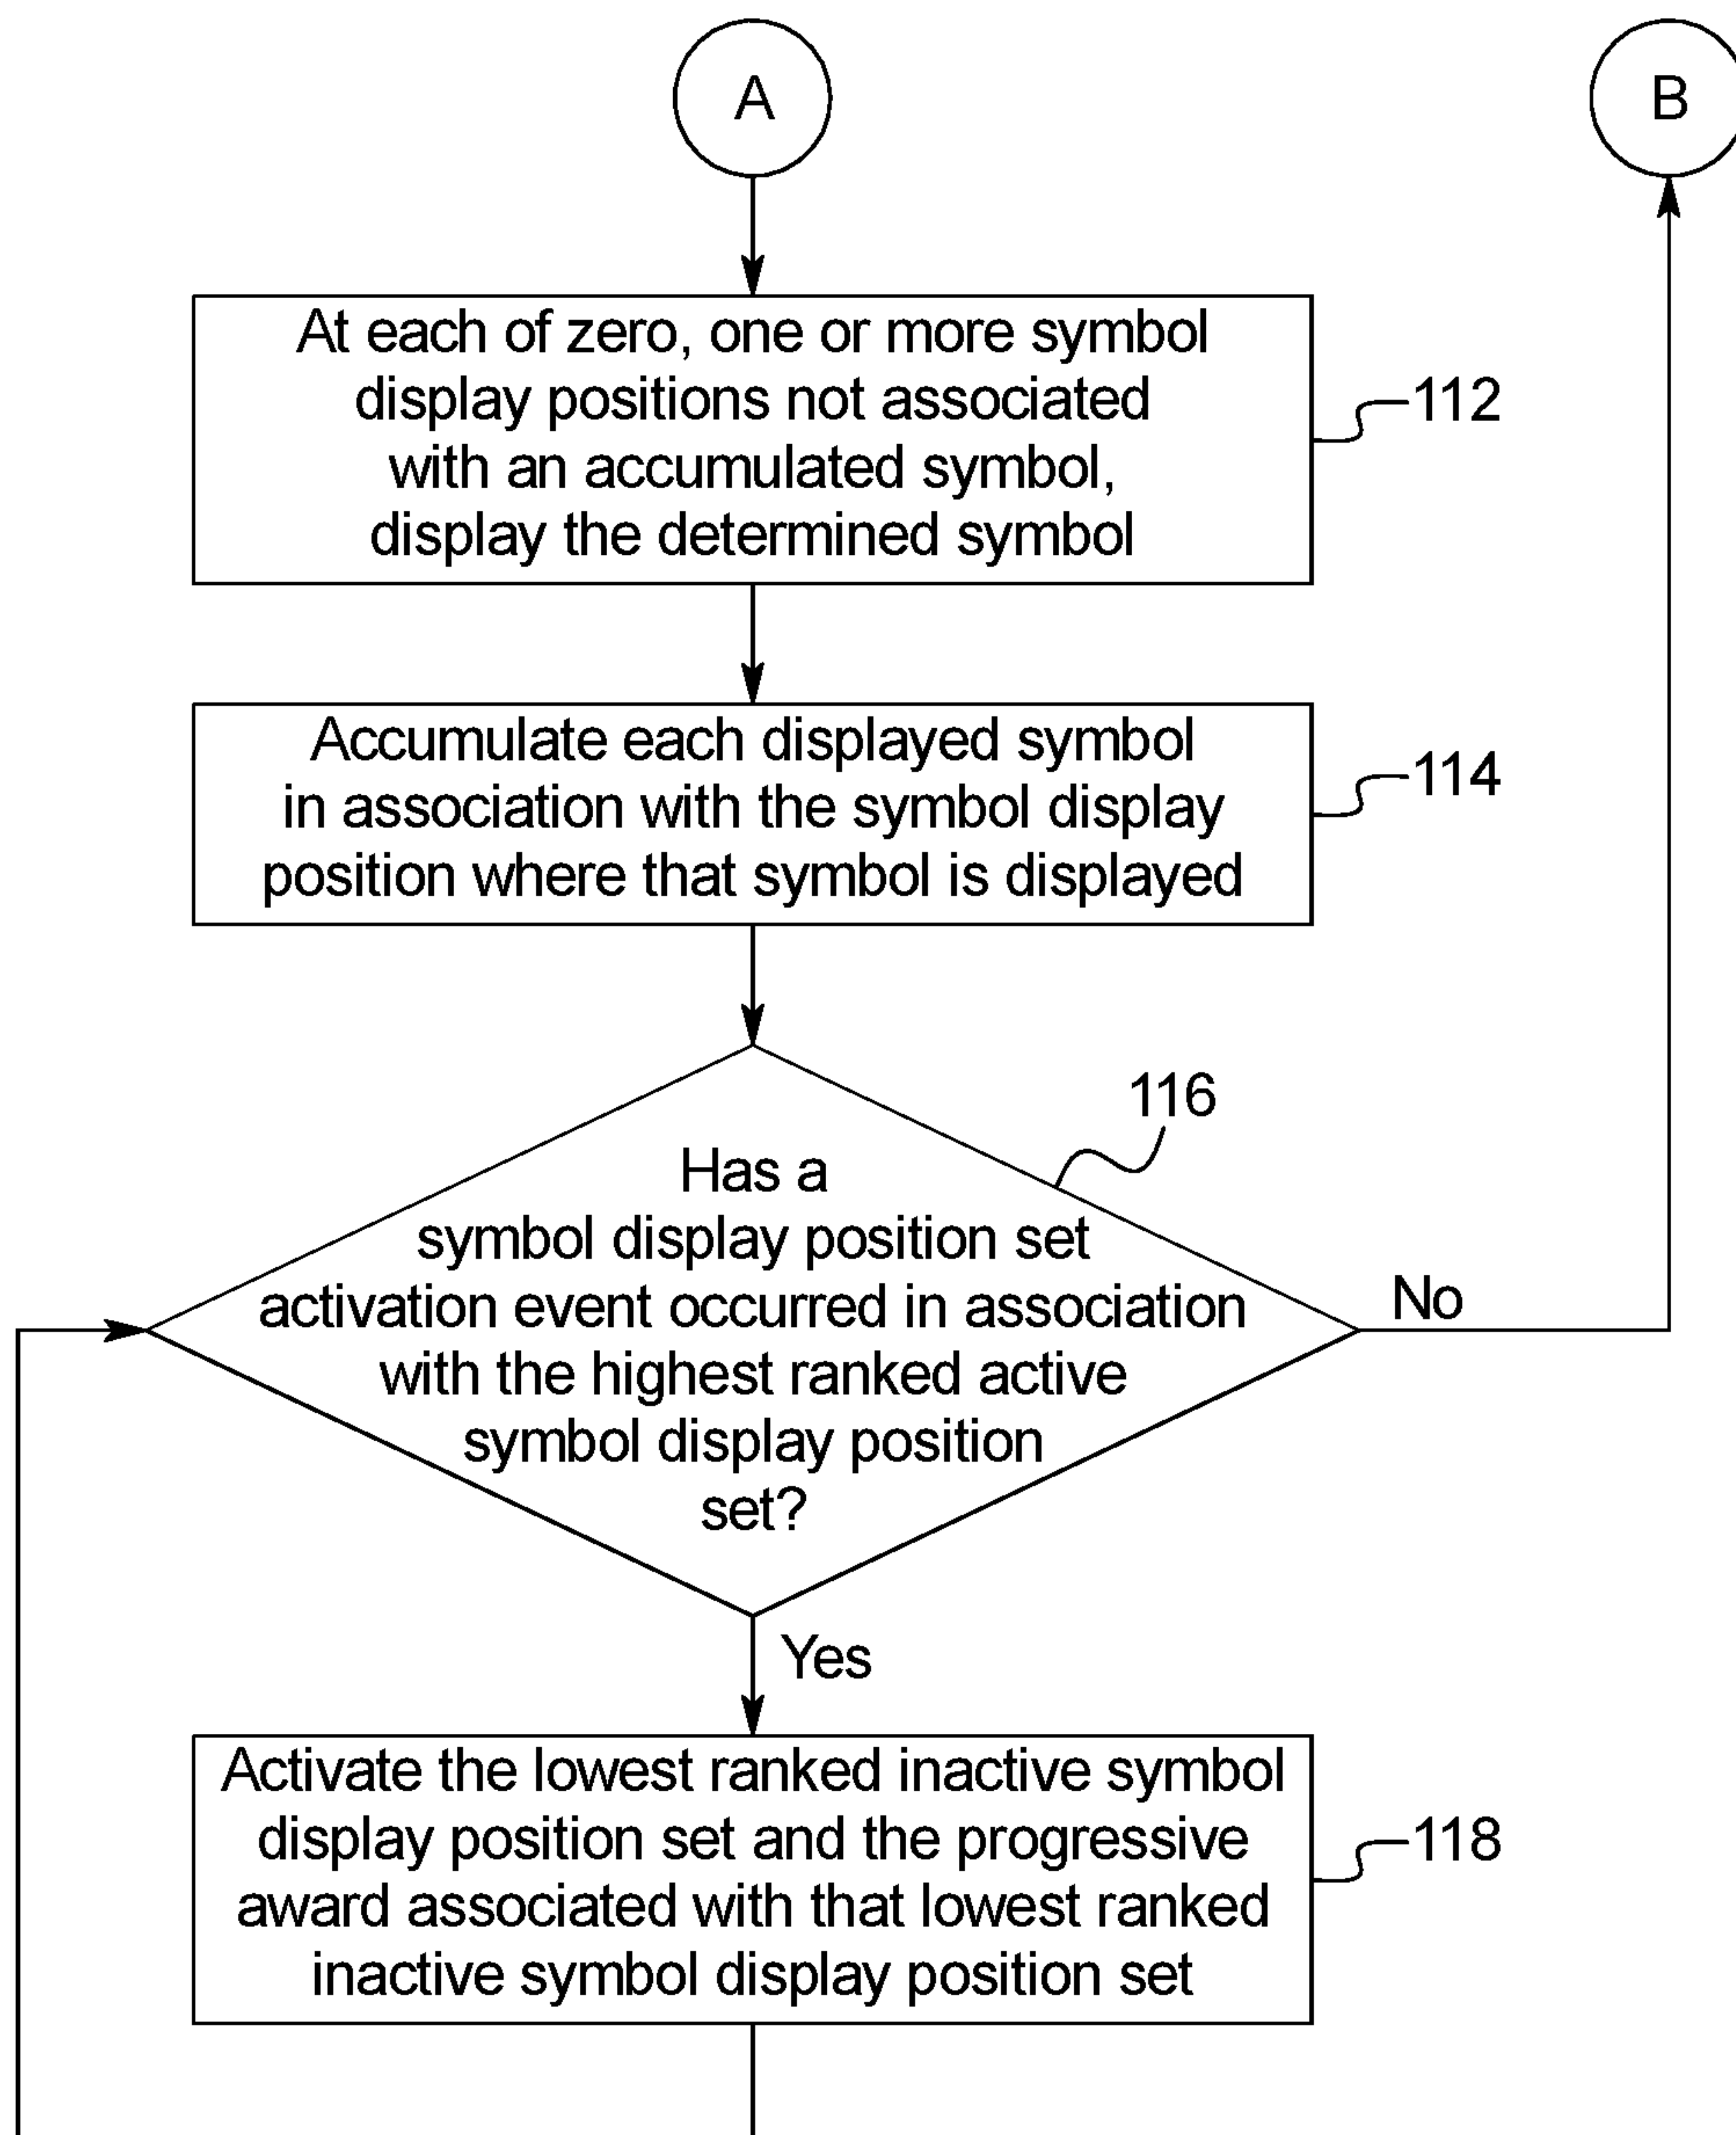 A
B
At each of zero, one or more symbol
display positions not associated
with an accumulated symbol,
display the determined symbol
112
Accumulate each displayed symbol
in association with the symbol display
position where that symbol is displayed
114
116
Has a
symbol display position set
activation event occurred in association
with the highest ranked active
symbol display position
set?
No
Yes
Activate the lowest ranked inactive symbol
display position set and the progressive
award associated with that lowest ranked
inactive symbol display position set
118